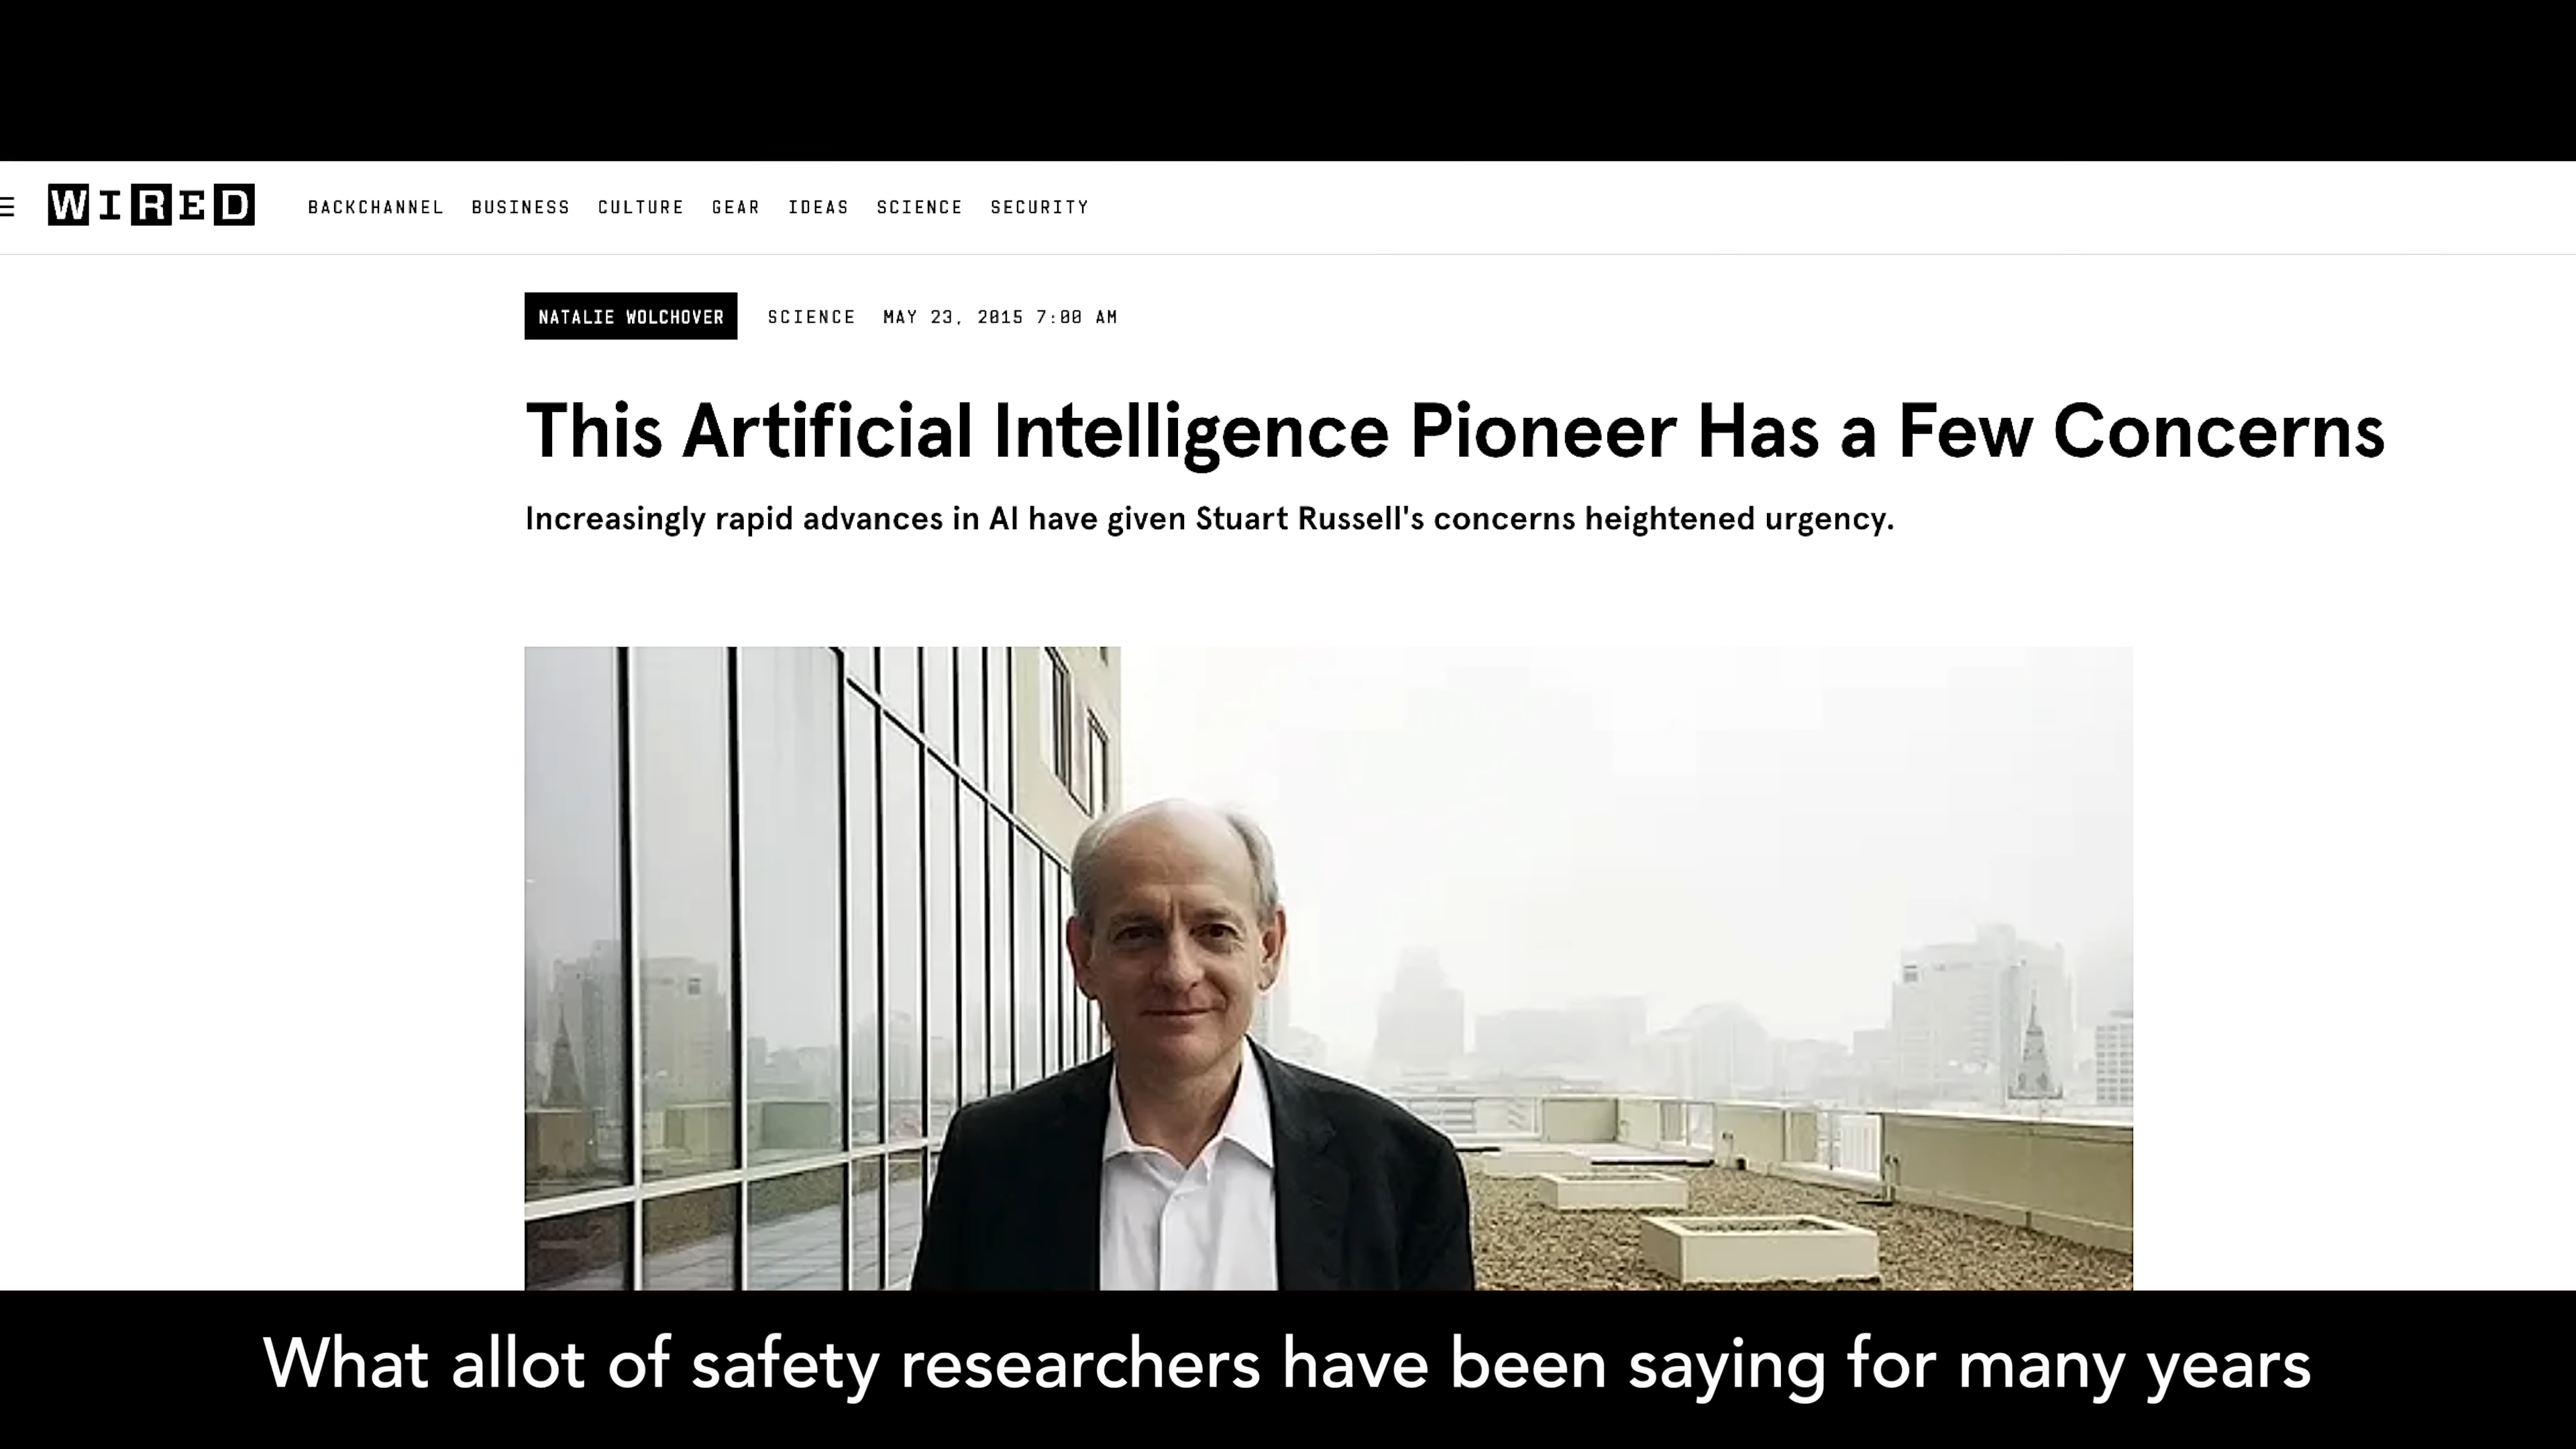 WIRED BACKCHANNEL BUSINESS CULTURE GEAR IDEAS SCIENCE SECURITY
NATALIE WOLCHOVER SCIENCE MAY 23, 2015 7:00 AM
This Artificial Intelligence Pioneer Has a Few Concerns
Increasingly rapid advances in AI have given Stuart Russell's concerns heightened urgency.
What allot of safety researchers have been saying for many years